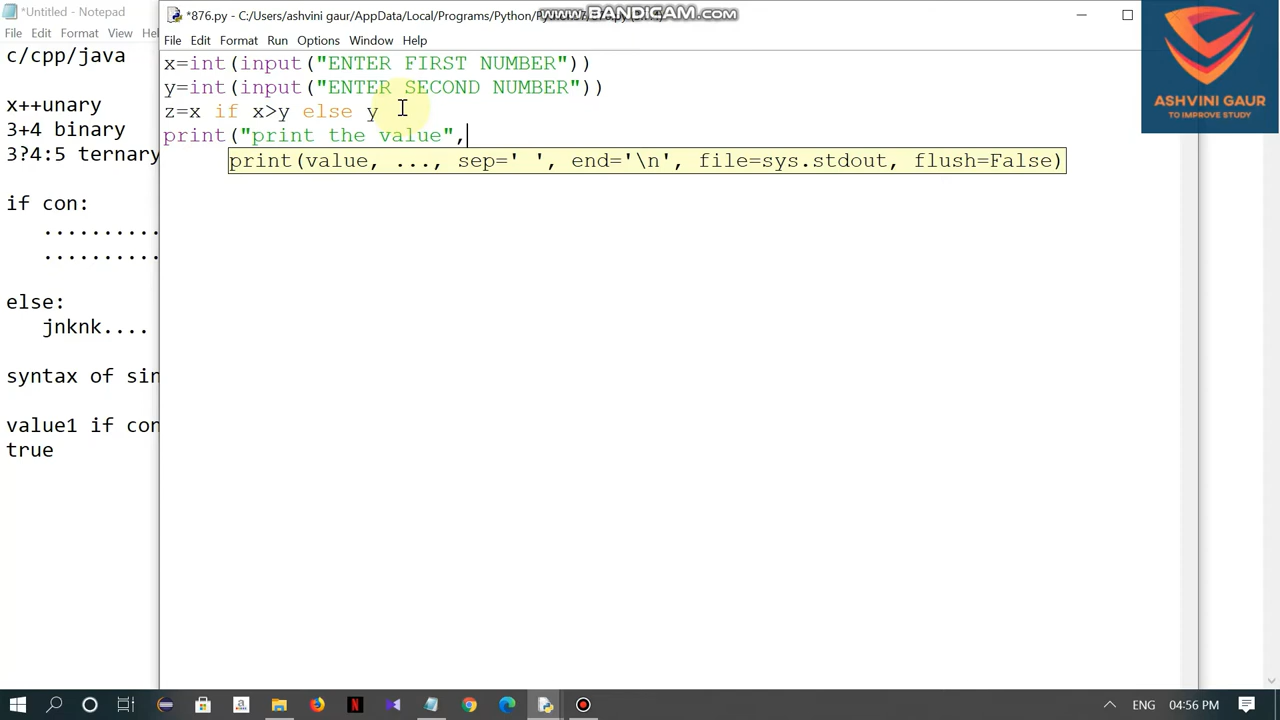 *Untitled - Notepad
File Edit Format View
c/cpp/java
x++unary
3+4 binary
3?4:5 ternary
if con:
..........
..........
else:
jnknk....
syntax of sin
value1 if con
true
*876.py - C:/Users/ashvini gaur/AppData/Local/Programs/Python/
www.BANDICAM.com
File Edit Format Run Options Window Help
x=int(input("ENTER FIRST NUMBER"))
y=int(input("ENTER SECOND NUMBER"))
z=x if x>y else y
print("print the value",
print(value, ..., sep=' ', end='\n', file=sys.stdout, flush=False)
ASHVINI GAUR
TO IMPROVE STUDY
ENG 04:56 PM